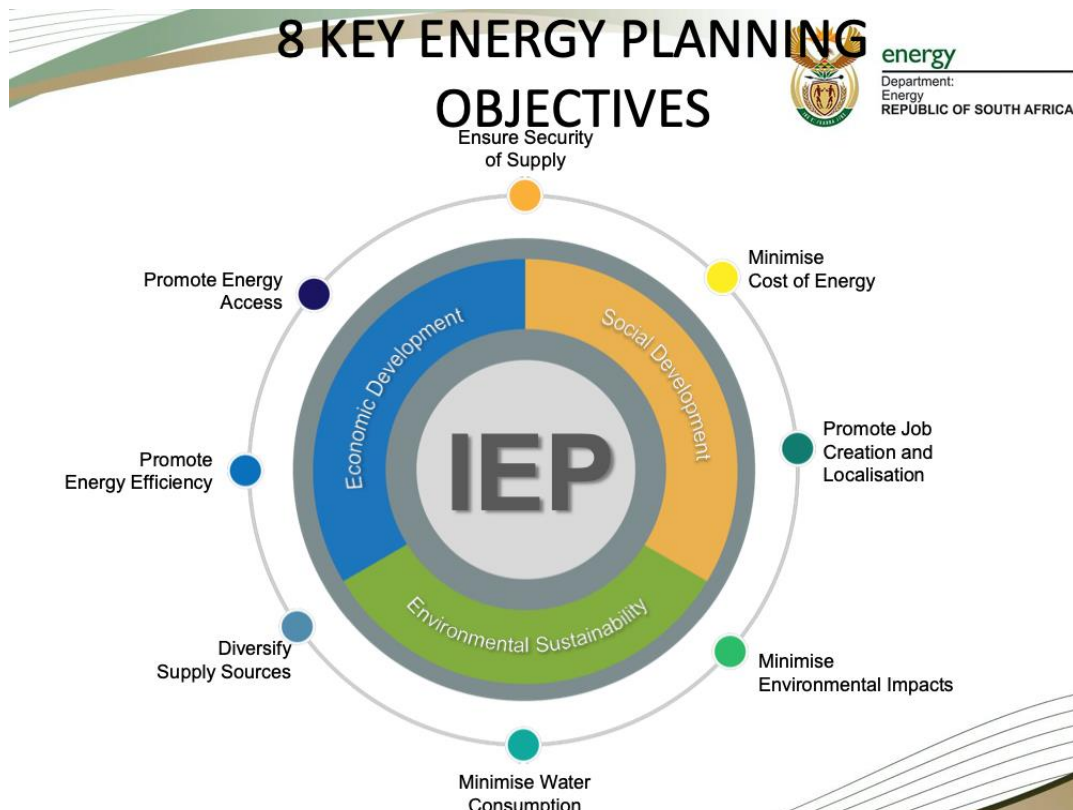 8 KEY ENERGY PLANNING
OBJECTIVES
energy
Department:
Energy
REPUBLIC OF SOUTH AFRICA
Ensure Security
of Supply
Minimise
Cost of Energy
Promote Job
Creation and
Localisation
Minimise
Environmental Impacts
Minimise Water
Consumption
Diversify
Supply Sources
Promote
Energy Efficiency
Promote Energy
Access
Economic Development
Social Development
Environmental Sustainability
IEP